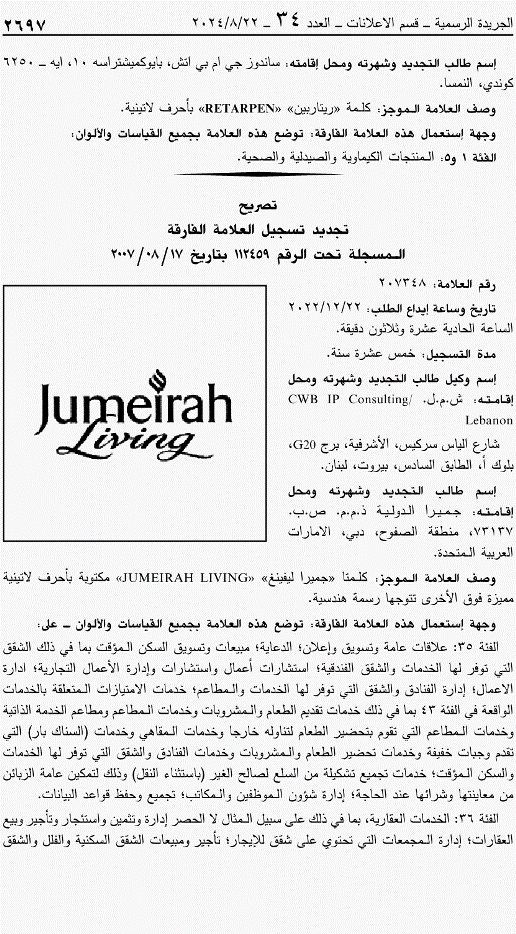 الجريدة الرسمية ــ قسم الاعلانات ــ العدد ٣٤ ــ ٢٠٢٤/٨/٢٢
٢٦٩٧
إسم طالب التجديد وشهرته ومحل إقامته: ساندوز جي ام بي اتش، بايوكميشتراسه ١٠، ايه ــ ٦٢٥٠
كوندي، النمسا.
وصف العلامة الموجز: كلمة «ريتاربين» «RETARPEN» بأحرف لاتينية.
وجهة إستعمال هذه العلامة الفارقة: توضع هذه العلامة بجميع القياسات والألوان:
الفئة ١ و٥: المنتجات الكيماوية والصيدلية والصحية.
تصريح
تجديد تسجيل العلامة الفارقة
المسجلة تحت الرقم ١١٢٤٥٩ بتاريخ ٢٠٠٧/٠٨/١٧
رقم العلامة: ٢٠٧٣٤٨
تاريخ وساعة إيداع الطلب: ٢٠٢٢/١٢/٢٢
الساعة الحادية عشرة وثلاثون دقيقة.
مدة التسجيل: خمس عشرة سنة.
إسم وكيل طالب التجديد وشهرته ومحل
إقامته: ش.م.ل. CWB IP Consulting/
Lebanon
شارع الياس سركيس، الأشرفية، برج G20،
بلوك أ، الطابق السادس، بيروت، لبنان.
إسم طالب التجديد وشهرته ومحل
إقامته: جميرا الدولية ذ.م.م. ص.ب.
٧٣١٣٧، منطقة الصفوح، دبي، الامارات
العربية المتحدة.
Jumeirah
Living
وصف العلامة الموجز: كلمتا «جميرا ليفينغ» «JUMEIRAH LIVING» مكتوبة بأحرف لاتينية
مميزة فوق الأخرى تتوجها رسمة هندسية.
وجهة إستعمال هذه العلامة الفارقة: توضع هذه العلامة بجميع القياسات والألوان ــ عل:
الفئة ٣٥: علاقات عامة وتسويق وإعلان؛ الدعاية؛ مبيعات وتسويق السكن المؤقت بما في ذلك الشقق
التي توفر لها الخدمات والشقق الفندقية؛ استشارات أعمال واستشارات وإدارة الأعمال التجارية؛ ادارة
الاعمال؛ إدارة الفنادق والشقق التي توفر لها الخدمات والمطاعم؛ خدمات الامتيازات المتعلقة بالخدمات
الواقعة في الفئة ٤٣ بما في ذلك خدمات تقديم الطعام والمشروبات وخدمات المطاعم ومطاعم الخدمة الذاتية
وخدمات المطاعم التي تقوم بتحضير الطعام لتناوله خارجا وخدمات المقاهي وخدمات (السناك بار) التي
تقدم وجبات خفيفة وخدمات تحضير الطعام والمشروبات وخدمات الفنادق والشقق التي توفر لها الخدمات
والسكن المؤقت؛ خدمات تجميع تشكيلة من السلع لصالح الغير (باستثناء النقل) وذلك لتمكين عامة الزبائن
من معاينتها وشرائها عند الحاجة؛ إدارة شؤون الموظفين والمكاتب؛ تجميع وحفظ قواعد البيانات.
الفئة ٣٦: الخدمات العقارية، بما في ذلك على سبيل المثال لا الحصر إدارة وتثمين واستئجار وتأجير وبيع
العقارات؛ إدارة المجمعات التي تحتوي على شقق للإيجار؛ تأجير ومبيعات الشقق السكنية والفلل والشقق